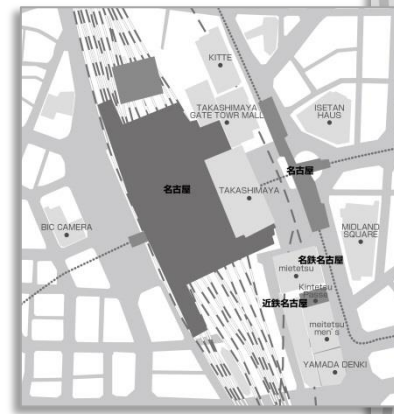 KITTE
TAKASHIMAYA
GATE TOWR MALL
ISETAN
HAUS
名古屋
名古屋
TAKASHIMAYA
BIC CAMERA
MIDLAND
SQUARE
名鉄名古屋
mietetsu
Kintetsu
近鉄名古屋
meitetsu
men's
YAMADA DENKI